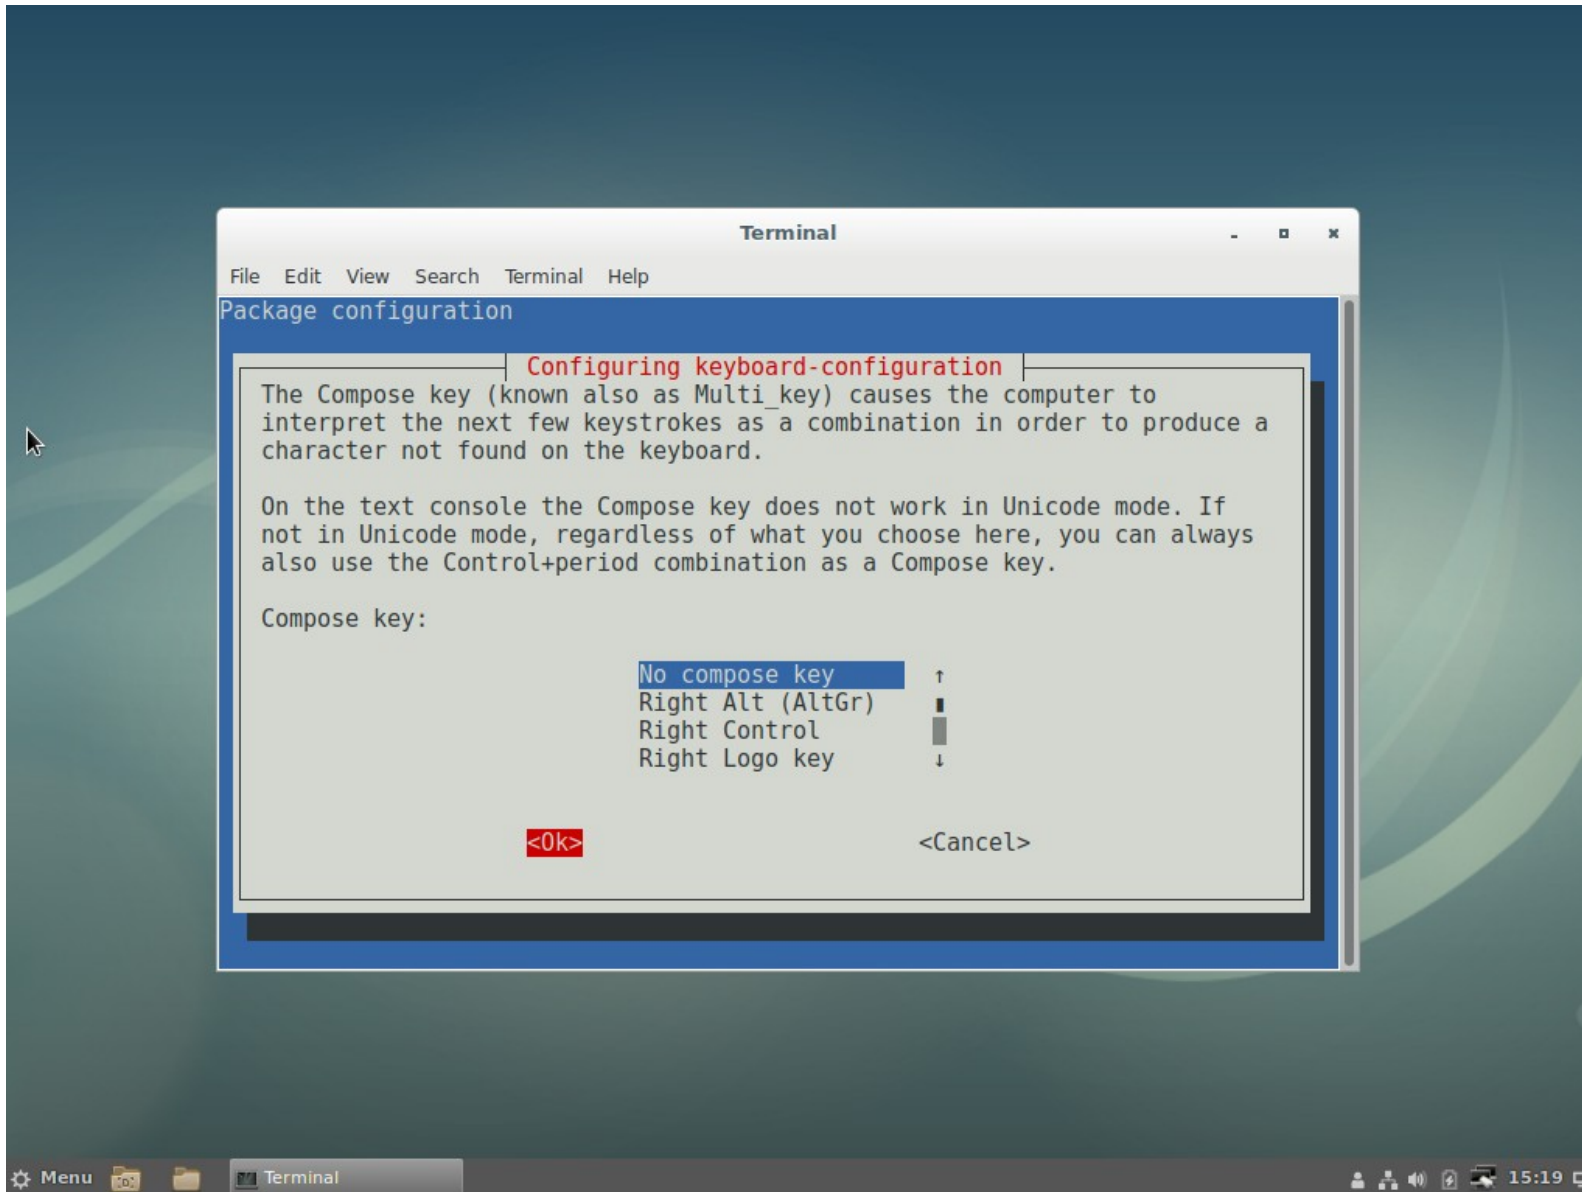 Terminal
File Edit View Search Terminal Help
Package configuration
Configuring keyboard-configuration
The Compose key (known also as Multi_key) causes the computer to
interpret the next few keystrokes as a combination in order to produce a
character not found on the keyboard.
On the text console the Compose key does not work in Unicode mode. If
not in Unicode mode, regardless of what you choose here, you can always
also use the Control+period combination as a Compose key.
Compose key:
No compose key ↑
Right Alt (AltGr)
Right Control
Right Logo key ↓
<Ok> <Cancel>
Menu Terminal 15:19